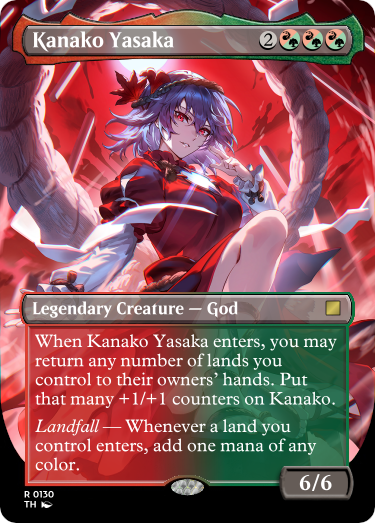 Kanako Yasaka 2
Legendary Creature — God
When Kanako Yasaka enters, you may
return any number of lands you
control to their owners' hands. Put
that many +1/+1 counters on Kanako.
Landfall — Whenever a land you
control enters, add one mana of any
color.
6/6
R 0130
TH